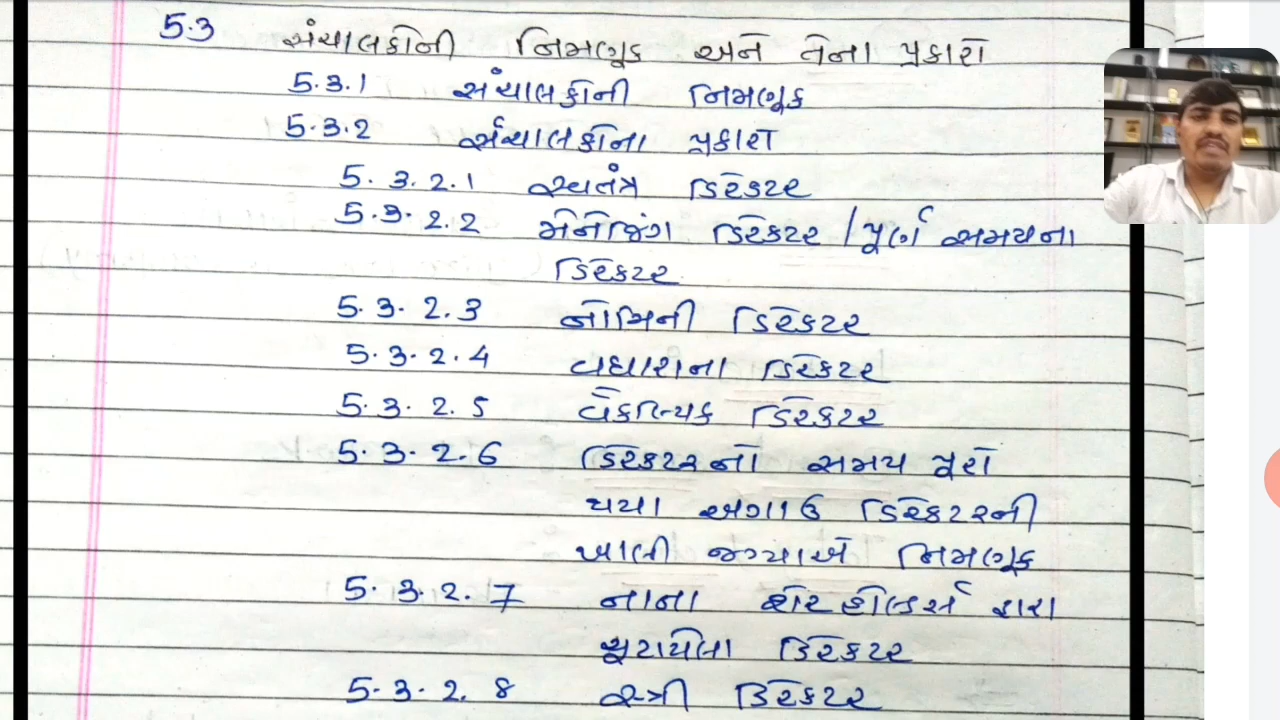 5.3 સંચાલકોની નિમણૂક અને તેના પ્રકારો
5.3.1 સંચાલકોની નિમણૂક
5.3.2 સંચાલકોના પ્રકારો
5.3.2.1 સ્વતંત્ર ડિરેક્ટર
5.3.2.2 મેનેજિંગ ડિરેક્ટર / પૂર્ણ સમયના
ડિરેક્ટર
5.3.2.3 નોમિની ડિરેક્ટર
5.3.2.4 વધારાના ડિરેક્ટર
5.3.2.5 વૈકલ્પિક ડિરેક્ટર
5.3.2.6 ડિરેક્ટરનો સમય પૂરો
થયા અગાઉ ડિરેક્ટરની
ખાલી જગ્યાએ નિમણૂક
5.3.2.7 નાના શેરહોલ્ડર્સ દ્વારા
ચૂંટાયેલા ડિરેક્ટર
5.3.2.8 સ્ત્રી ડિરેક્ટર